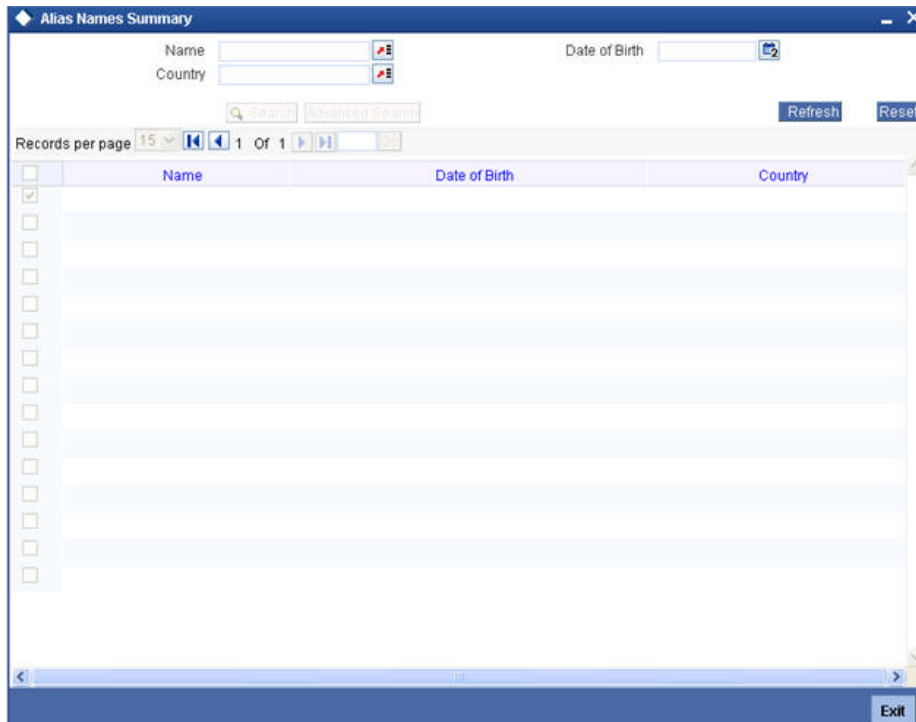 Alias Names Summary
Name
Date of Birth
Country
Search Advanced Search
Refresh
Reset
Records per page 15 1 Of 1 Go
Name Date of Birth Country
Exit